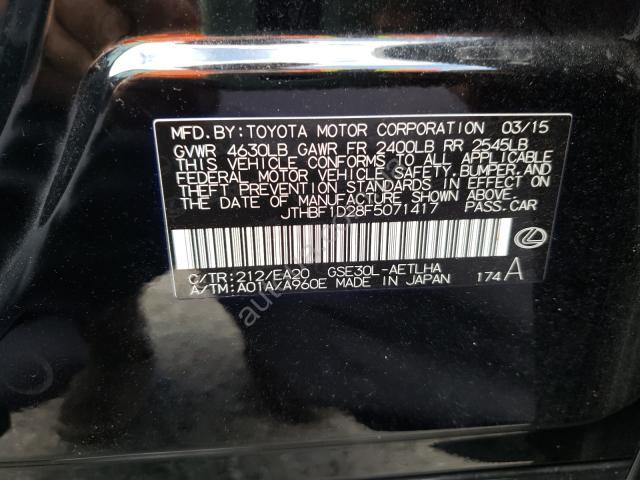 MFD. BY: TOYOTA MOTOR CORPORATION 03/15
GVWR 4630LB GAWR FR 2400LB RR 2545LB
THIS VEHICLE CONFORMS TO ALL APPLICABLE
FEDERAL MOTOR VEHICLE SAFETY, BUMPER, AND
THEFT PREVENTION STANDARDS IN EFFECT ON
THE DATE OF MANUFACTURE SHOWN ABOVE.
JTHBF1D28F5071417 PASS. CAR
C/TR: 212/EA20 GSE30L-AETLHA
A/TM: A01A/A960E MADE IN JAPAN 174 A